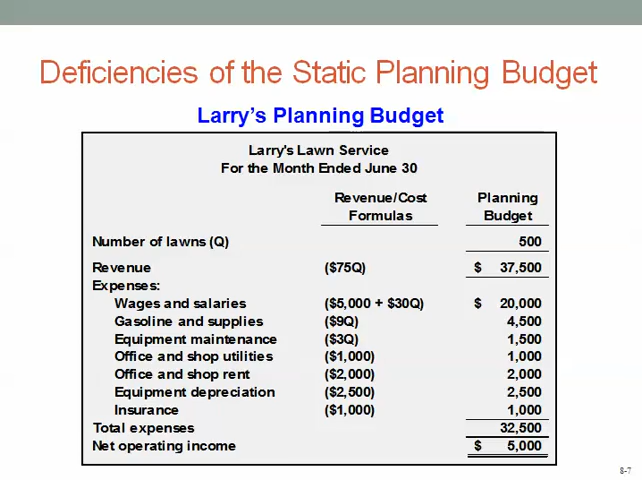 Deficiencies of the Static Planning Budget
Larry's Planning Budget
Larry's Lawn Service
For the Month Ended June 30
Revenue/Cost Planning
Formulas Budget
Number of lawns (Q) 500
Revenue ($75Q) $ 37,500
Expenses:
Wages and salaries ($5,000 + $30Q) $ 20,000
Gasoline and supplies ($9Q) 4,500
Equipment maintenance ($3Q) 1,500
Office and shop utilities ($1,000) 1,000
Office and shop rent ($2,000) 2,000
Equipment depreciation ($2,500) 2,500
Insurance ($1,000) 1,000
Total expenses 32,500
Net operating income $ 5,000
8-7